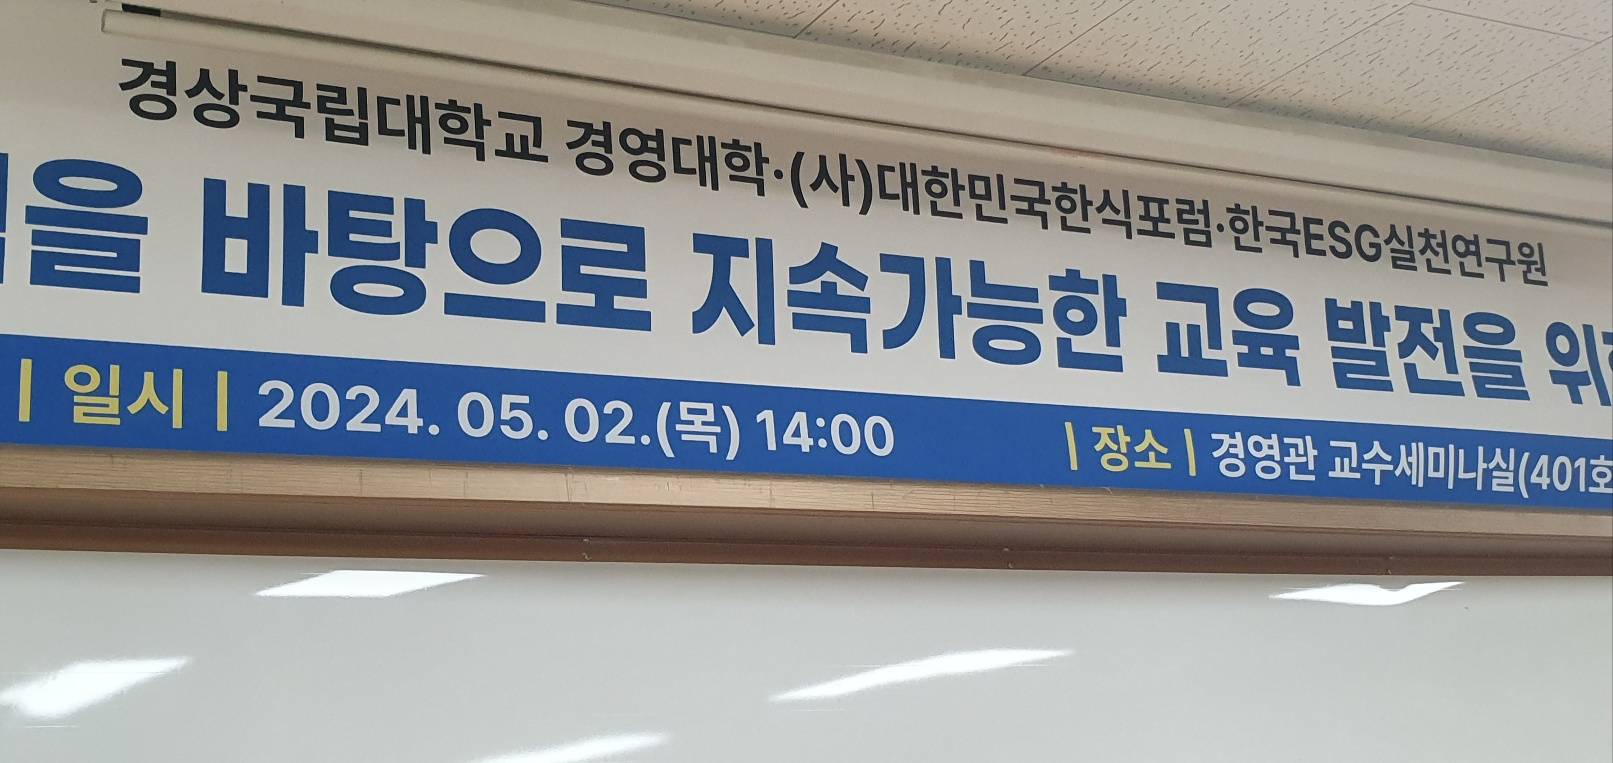 경상국립대학교 경영대학·(사)대한민국한식포럼·한국ESG실천연구원
을 바탕으로 지속가능한 교육 발전을
| 일시 | 2024. 05. 02.(목) 14:00 | 장소 | 경영관 교수세미나실(401호